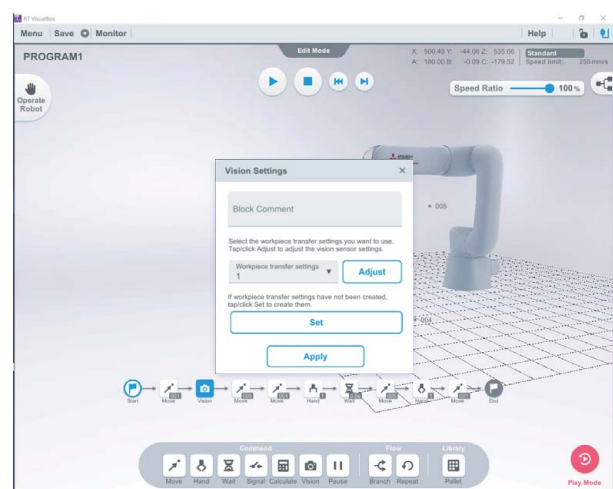 RT VisualBox
Menu Save Monitor Help
PROGRAM1
Edit Mode
X: 500.49 Y: -44.08 Z: 535.66
A: 180.00 B: -0.09 C: -179.52
Standard
Speed limit: 250 mm/s
Operate
Robot
Speed Ratio 100 %
Vision Settings
Block Comment
Select the workpiece transfer settings you want to use.
Tap/click Adjust to adjust the vision sensor settings.
Workpiece transfer settings
1
Adjust
If workpiece transfer settings have not been created,
tap/click Set to create them.
Set
Apply
005
004
Start Move Vision Move Move Hand Wait Move Hand Move End
Command Flow Library
Move Hand Wait Signal Calculate Vision Pause Branch Repeat Pallet
Play Mode